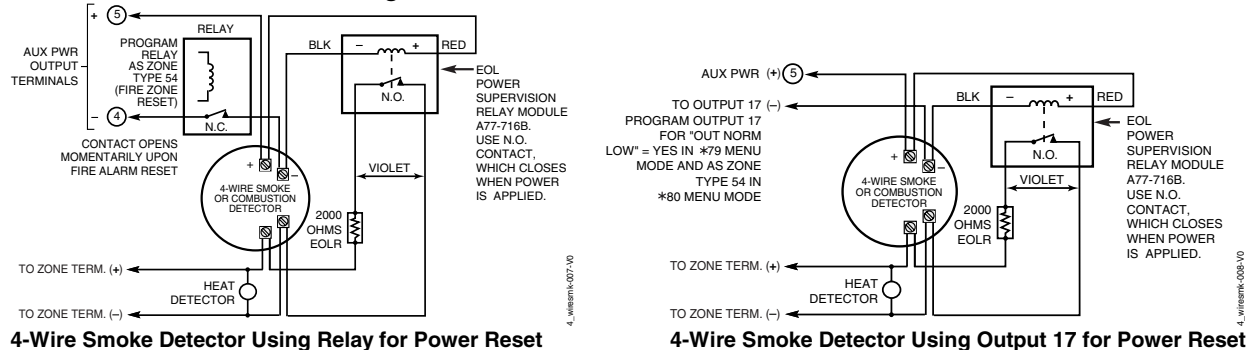 + 5
AUX PWR
OUTPUT
TERMINALS
– 4
PROGRAM
RELAY
AS ZONE
TYPE 54
(FIRE ZONE
RESET)
RELAY
N.C.
CONTACT OPENS
MOMENTARILY UPON
FIRE ALARM RESET
BLK – + RED
N.O.
EOL
POWER
SUPERVISION
RELAY MODULE
A77-716B.
USE N.O.
CONTACT,
WHICH CLOSES
WHEN POWER
IS APPLIED.
+ –
4-WIRE SMOKE
OR COMBUSTION
DETECTOR
VIOLET
2000
OHMS
EOLR
TO ZONE TERM. (+)
HEAT
DETECTOR
TO ZONE TERM. (–)
4_wiresmk-007-V0
4-Wire Smoke Detector Using Relay for Power Reset
AUX PWR (+) 5
TO OUTPUT 17 (–)
PROGRAM OUTPUT 17
FOR "OUT NORM
LOW" = YES IN *79 MENU
MODE AND AS ZONE
TYPE 54 IN
*80 MENU MODE
BLK – + RED
N.O.
EOL
POWER
SUPERVISION
RELAY MODULE
A77-716B.
USE N.O.
CONTACT,
WHICH CLOSES
WHEN POWER
IS APPLIED.
+ –
4-WIRE SMOKE
OR COMBUSTION
DETECTOR
VIOLET
2000
OHMS
EOLR
TO ZONE TERM. (+)
HEAT
DETECTOR
TO ZONE TERM. (–)
4_wiresmk-008-V0
4-Wire Smoke Detector Using Output 17 for Power Reset